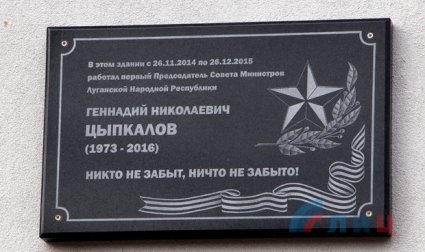 В этом здании с 26.11.2014 по 26.12.2015
работал первый Председатель Совета Министров
Луганской Народной Республики
ГЕННАДИЙ НИКОЛАЕВИЧ
ЦЫПКАЛОВ
(1973 - 2016)
НИКТО НЕ ЗАБЫТ, НИЧТО НЕ ЗАБЫТО!
ЛИЦ